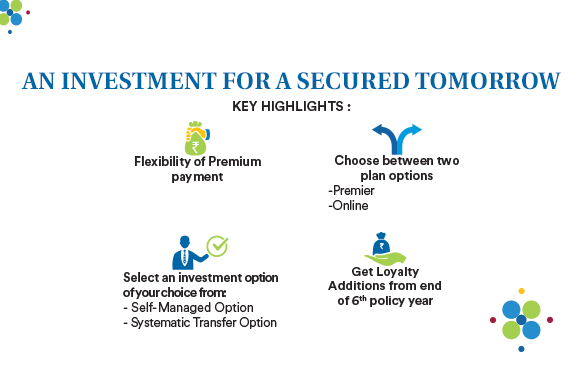 AN INVESTMENT FOR A SECURED TOMORROW
KEY HIGHLIGHTS :
₹
Flexibility of Premium
payment
Choose between two
plan options
-Premier
-Online
Select an investment option
of your choice from:
- Self-Managed Option
- Systematic Transfer Option
₹
Get Loyalty
Additions from end
of 6th policy year